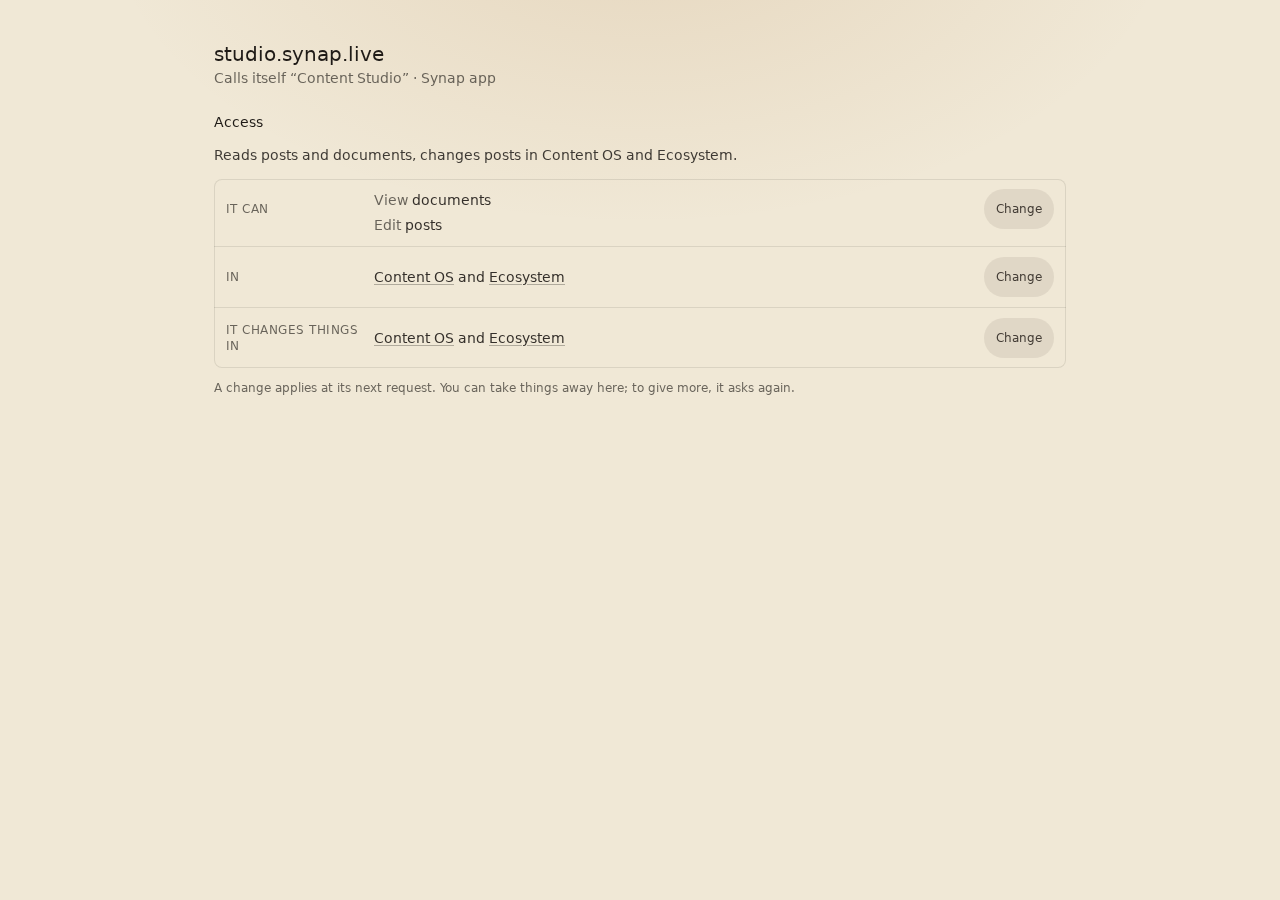 studio.synap.live
Calls itself “Content Studio” · Synap app
Access
Reads posts and documents, changes posts in Content OS and Ecosystem.
IT CAN
View documents
Edit posts
Change
IN
Content OS and Ecosystem
Change
IT CHANGES THINGS
IN
Content OS and Ecosystem
Change
A change applies at its next request. You can take things away here; to give more, it asks again.